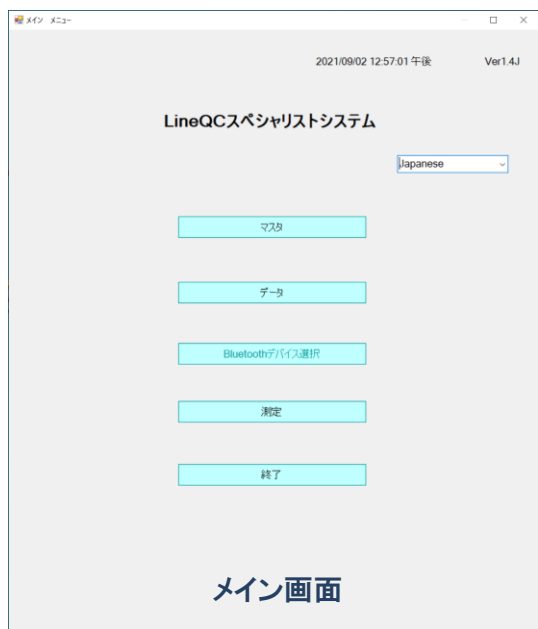 メイン メニュー
2021/09/02 12:57:01 午後 Ver1.4J
LineQCスペシャリストシステム
Japanese
マスタ
データ
Bluetoothデバイス選択
測定
終了
メイン画面